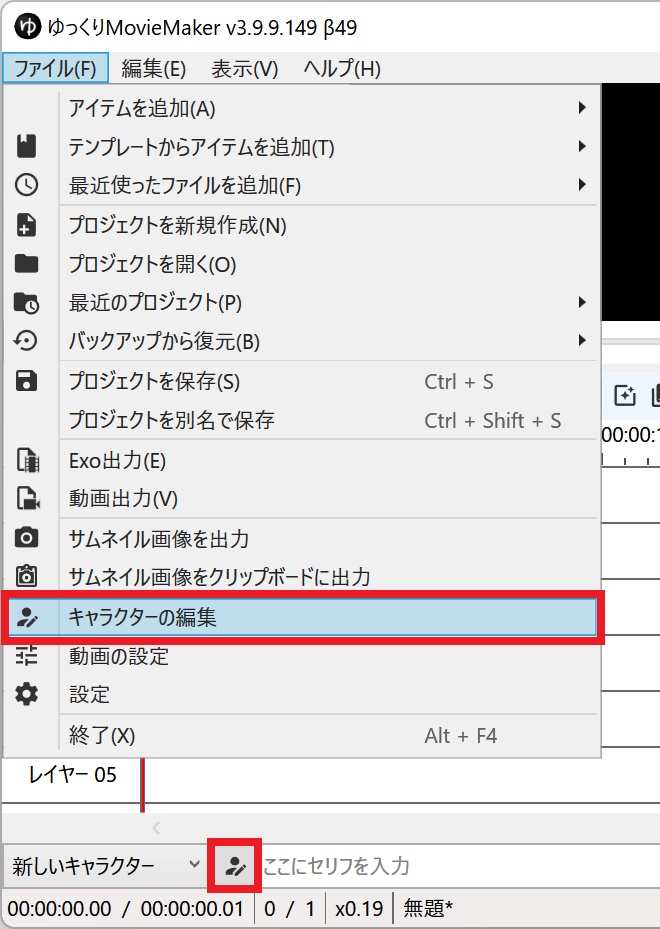 ゆ ゆっくりMovieMaker v3.9.9.149 β49
ファイル(F) 編集(E) 表示(V) ヘルプ(H)
アイテムを追加(A)
テンプレートからアイテムを追加(T)
最近使ったファイルを追加(F)
プロジェクトを新規作成(N)
プロジェクトを開く(O)
最近のプロジェクト(P)
バックアップから復元(B)
プロジェクトを保存(S) Ctrl + S
プロジェクトを別名で保存 Ctrl + Shift + S
00:00:1
Exo出力(E)
動画出力(V)
サムネイル画像を出力
サムネイル画像をクリップボードに出力
キャラクターの編集
動画の設定
設定
終了(X) Alt + F4
レイヤー 05
新しいキャラクター ここにセリフを入力
00:00:00.00 / 00:00:00.01 0 / 1 x0.19 無題*